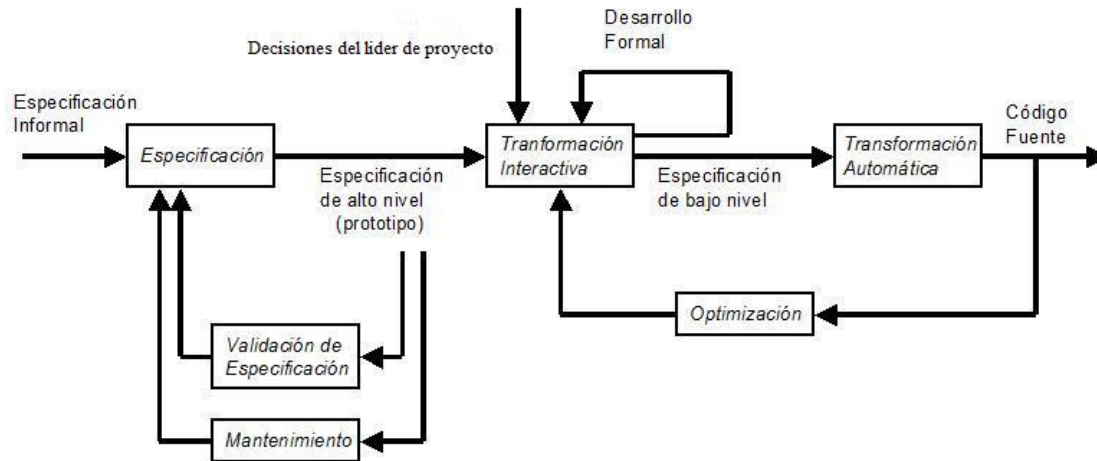 Decisiones del lider de proyecto
Desarrollo
Formal
Especificación
Informal
Especificación
Tranformación
Interactiva
Transformación
Automática
Código
Fuente
Especificación
de alto nivel
(prototipo)
Especificación
de bajo nivel
Optimización
Validación de
Especificación
Mantenimiento